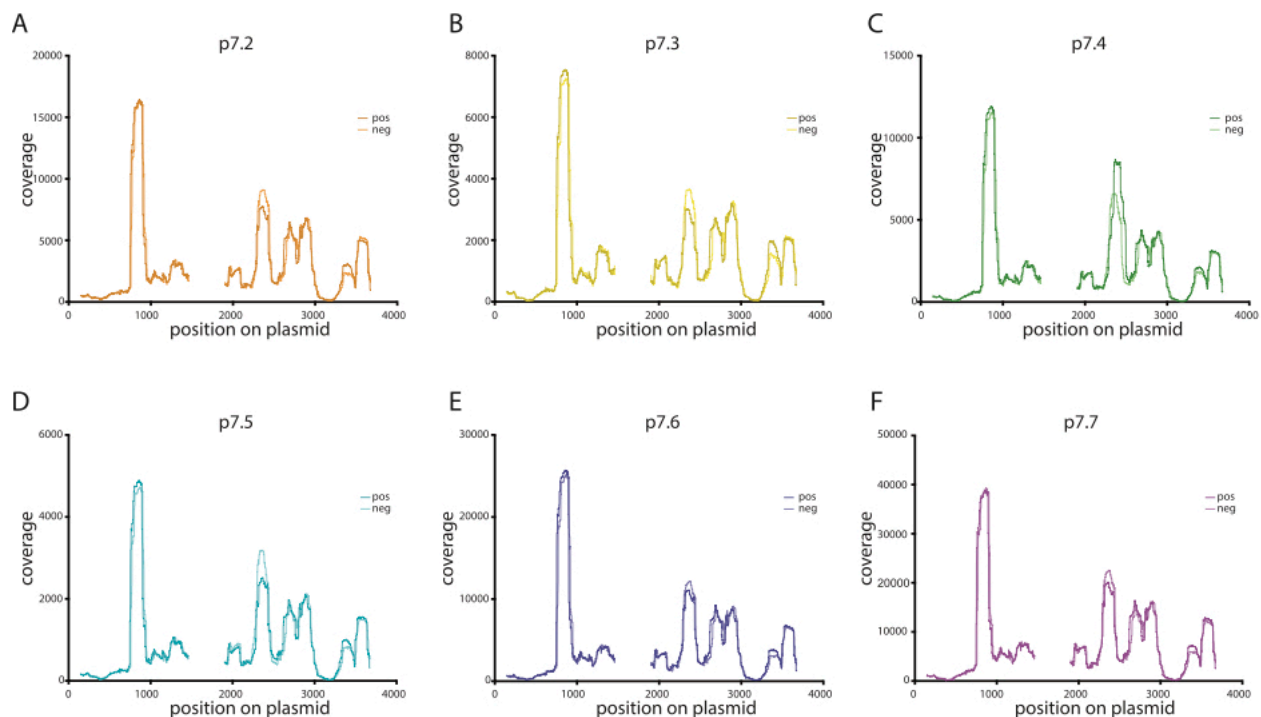 A
p7.2
20000
15000
10000
5000
0
coverage
pos
neg
0 1000 2000 3000 4000
position on plasmid
B
p7.3
8000
6000
4000
2000
0
coverage
pos
neg
0 1000 2000 3000 4000
position on plasmid
C
p7.4
15000
10000
5000
0
coverage
pos
neg
0 1000 2000 3000 4000
position on plasmid
D
p7.5
6000
4000
2000
0
coverage
pos
neg
0 1000 2000 3000 4000
position on plasmid
E
p7.6
30000
20000
10000
0
coverage
pos
neg
0 1000 2000 3000 4000
position on plasmid
F
p7.7
50000
40000
30000
20000
10000
0
coverage
pos
neg
0 1000 2000 3000 4000
position on plasmid